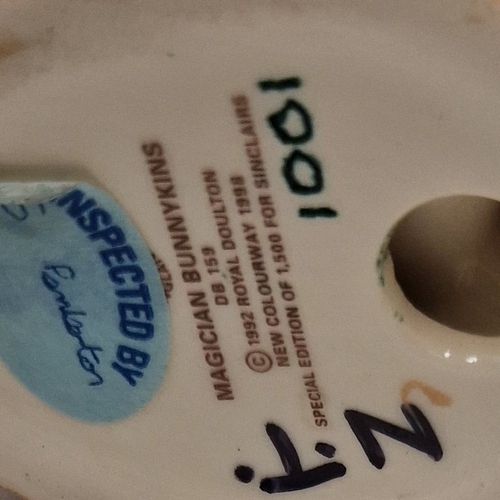 MAGICIAN BUNNYKINS
DB 159
© 1992 ROYAL DOULTON
NEW COLOURWAY 1998
SPECIAL EDITION OF 1,500 FOR SINCLAIRS
1001
NSPECTED BY